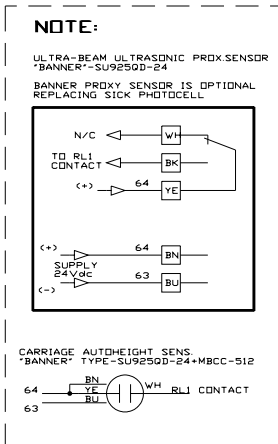 NOTE:
ULTRA-BEAM ULTRASONIC PROX.SENSOR
"BANNER"-SU925QD-24
BANNER PROXY SENSOR IS OPTIONAL
REPLACING SICK PHOTOCELL
N/C WH
TO RL1
CONTACT BK
(+) 64 YE
(+) 64 BN
SUPPLY
24Vdc 63 BU
(-)
CARRIAGE AUTOHEIGHT SENS.
"BANNER" TYPE-SU925QD-24+MBCC-512
BN
64 YE WH RL1 CONTACT
BU
63